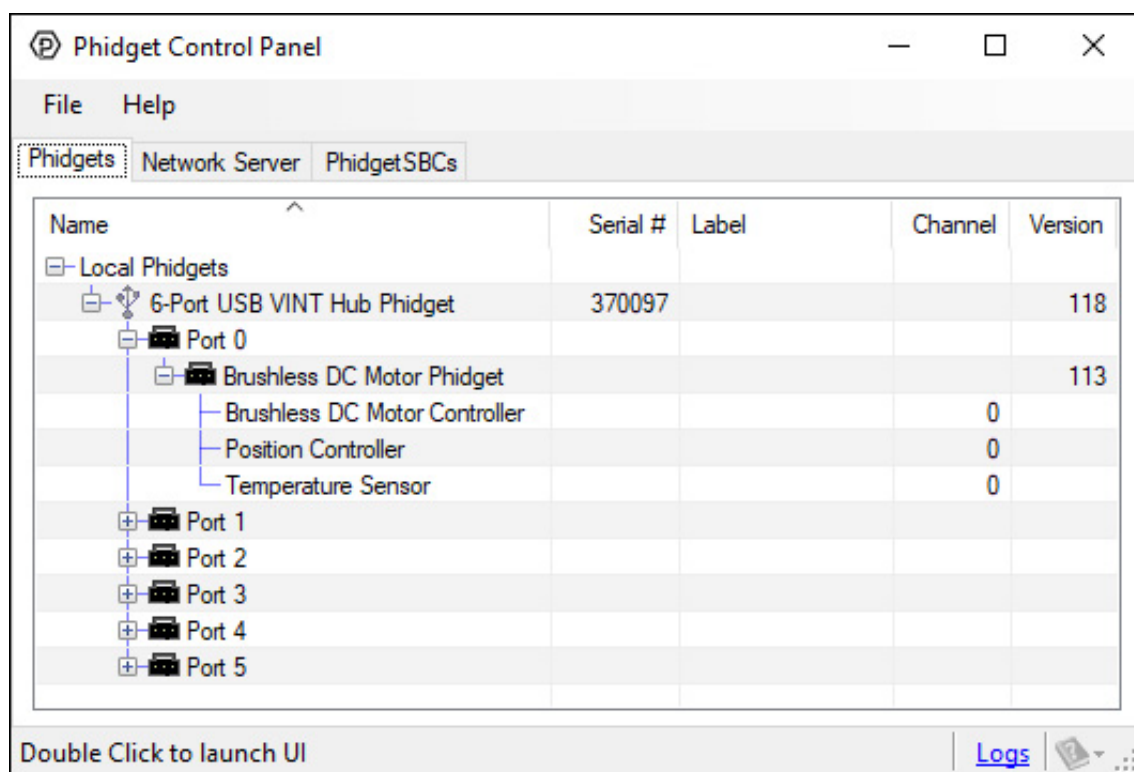 Phidget Control Panel
File Help
Phidgets Network Server PhidgetSBCs
Name Serial # Label Channel Version
Local Phidgets
6-Port USB VINT Hub Phidget 370097 118
Port 0
Brushless DC Motor Phidget 113
Brushless DC Motor Controller 0
Position Controller 0
Temperature Sensor 0
Port 1
Port 2
Port 3
Port 4
Port 5
Double Click to launch UI Logs